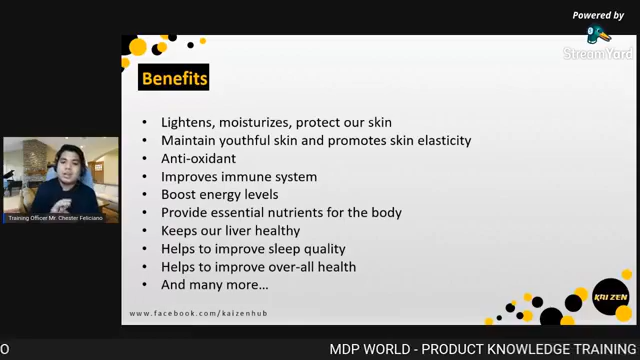 Powered by
StreamYard
Benefits
• Lightens, moisturizes, protect our skin
• Maintain youthful skin and promotes skin elasticity
• Anti-oxidant
• Improves immune system
• Boost energy levels
• Provide essential nutrients for the body
• Keeps our liver healthy
• Helps to improve sleep quality
• Helps to improve over-all health
• And many more...
Training Officer Mr. Chester Feliciano
KAIZEN
www.facebook.com/kaizenhub
O
MDP WORLD - PRODUCT KNOWLEDGE TRAINING